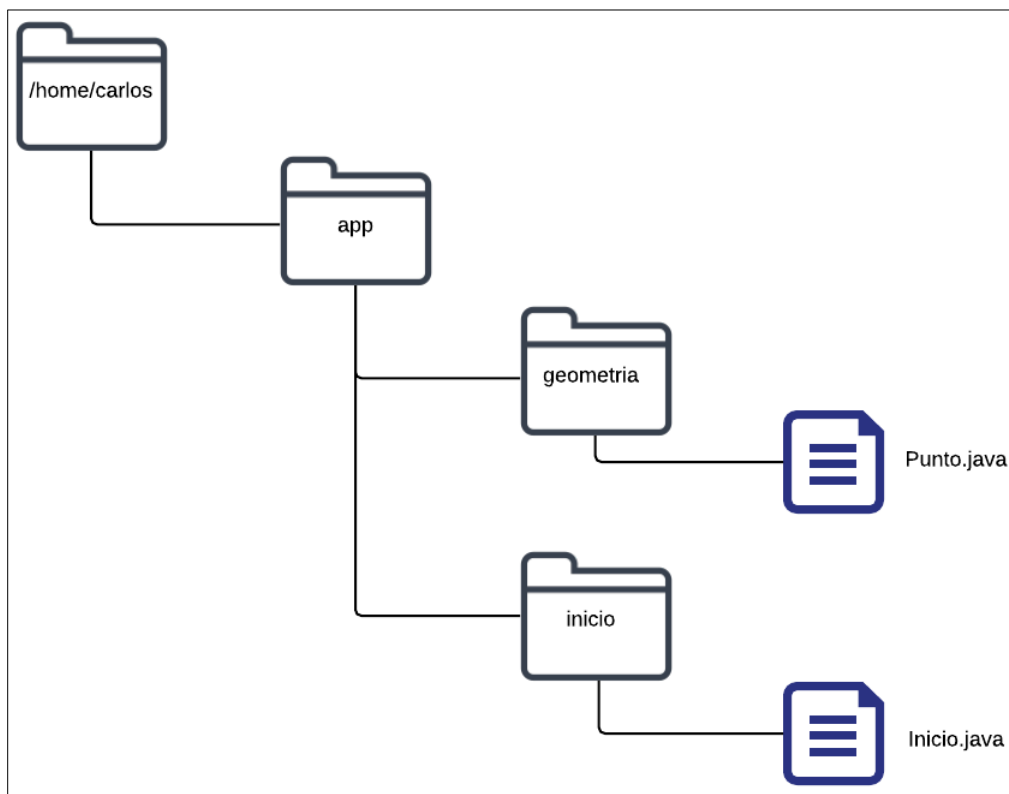 /home/carlos
app
geometria
Punto.java
inicio
Inicio.java